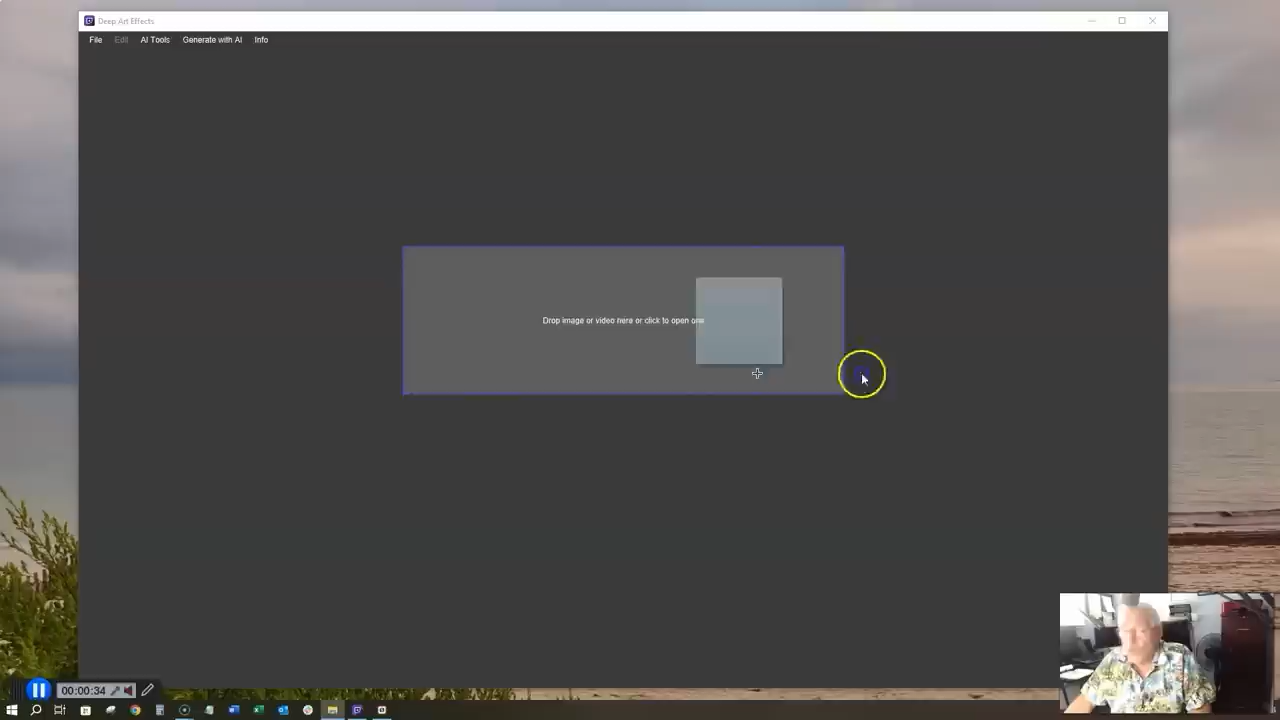 Deep Art Effects
File Edit AI Tools Generate with AI Info
Drop image or video here or click to open one
00:00:34